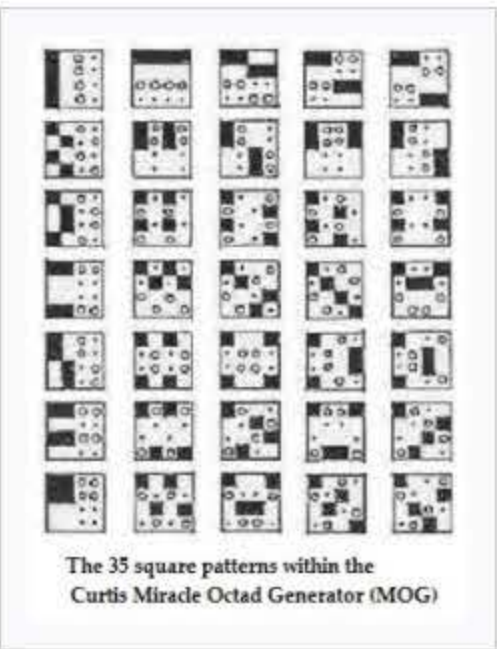 The 35 square patterns within the
Curtis Miracle Octad Generator (MOG)